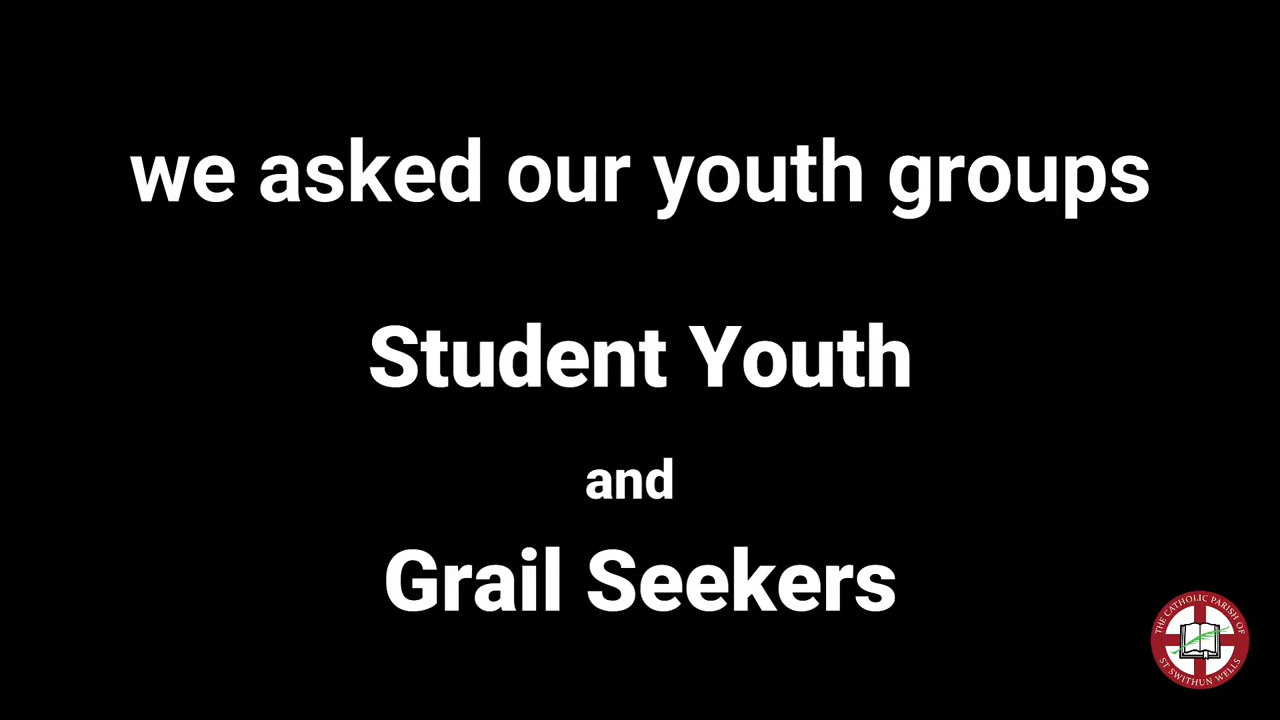 we asked our youth groups
Student Youth
and
Grail Seekers
THE CATHOLIC PARISH OF
ST SWITHUN WELLS